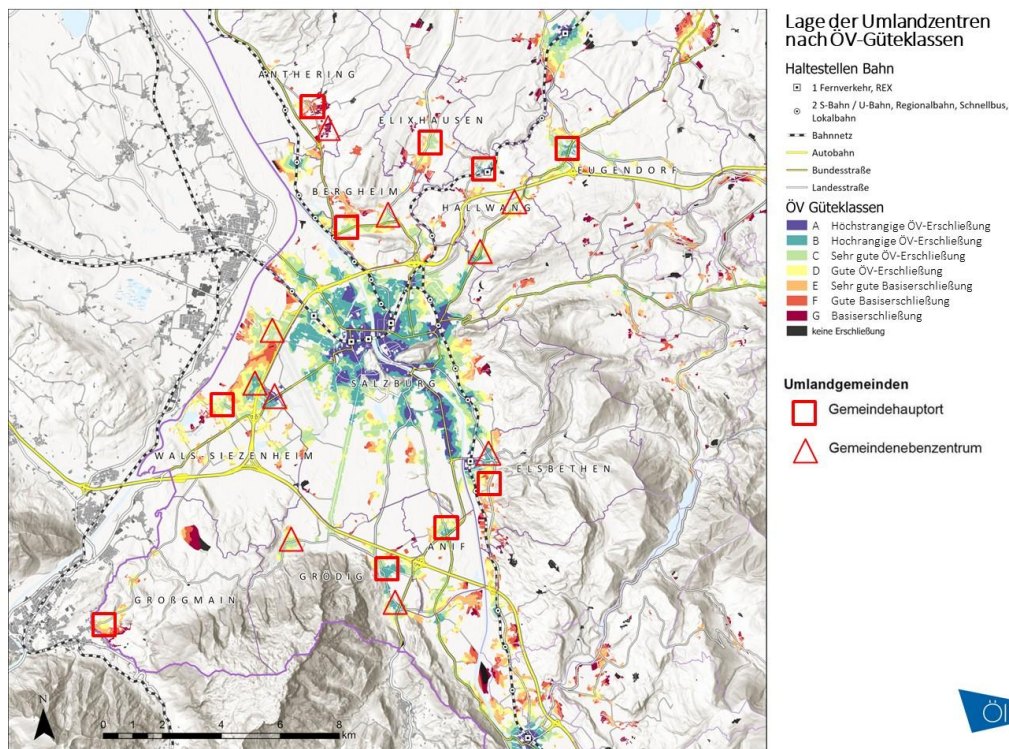 Lage der Umlandzentren
nach ÖV-Güteklassen
Haltestellen Bahn
1 Fernverkehr, REX
2 S-Bahn / U-Bahn, Regionalbahn, Schnellbus,
Lokalbahn
Bahnnetz
Autobahn
Bundesstraße
Landesstraße
ÖV Güteklassen
A Höchstrangige ÖV-Erschließung
B Hochrangige ÖV-Erschließung
C Sehr gute ÖV-Erschließung
D Gute ÖV-Erschließung
E Sehr gute Basiserschließung
F Gute Basiserschließung
G Basiserschließung
keine Erschließung
Umlandgemeinden
Gemeindehauptort
Gemeindenebenzentrum
ANTHERING
ELIXHAUSEN
EUGENDORF
BERGHEIM
HALLWANG
SALZBURG
WALS-SIEZENHEIM
ELSBETHEN
ANIF
GRÖDIG
GROßGMAIN
N
0 2 4 6 8
km